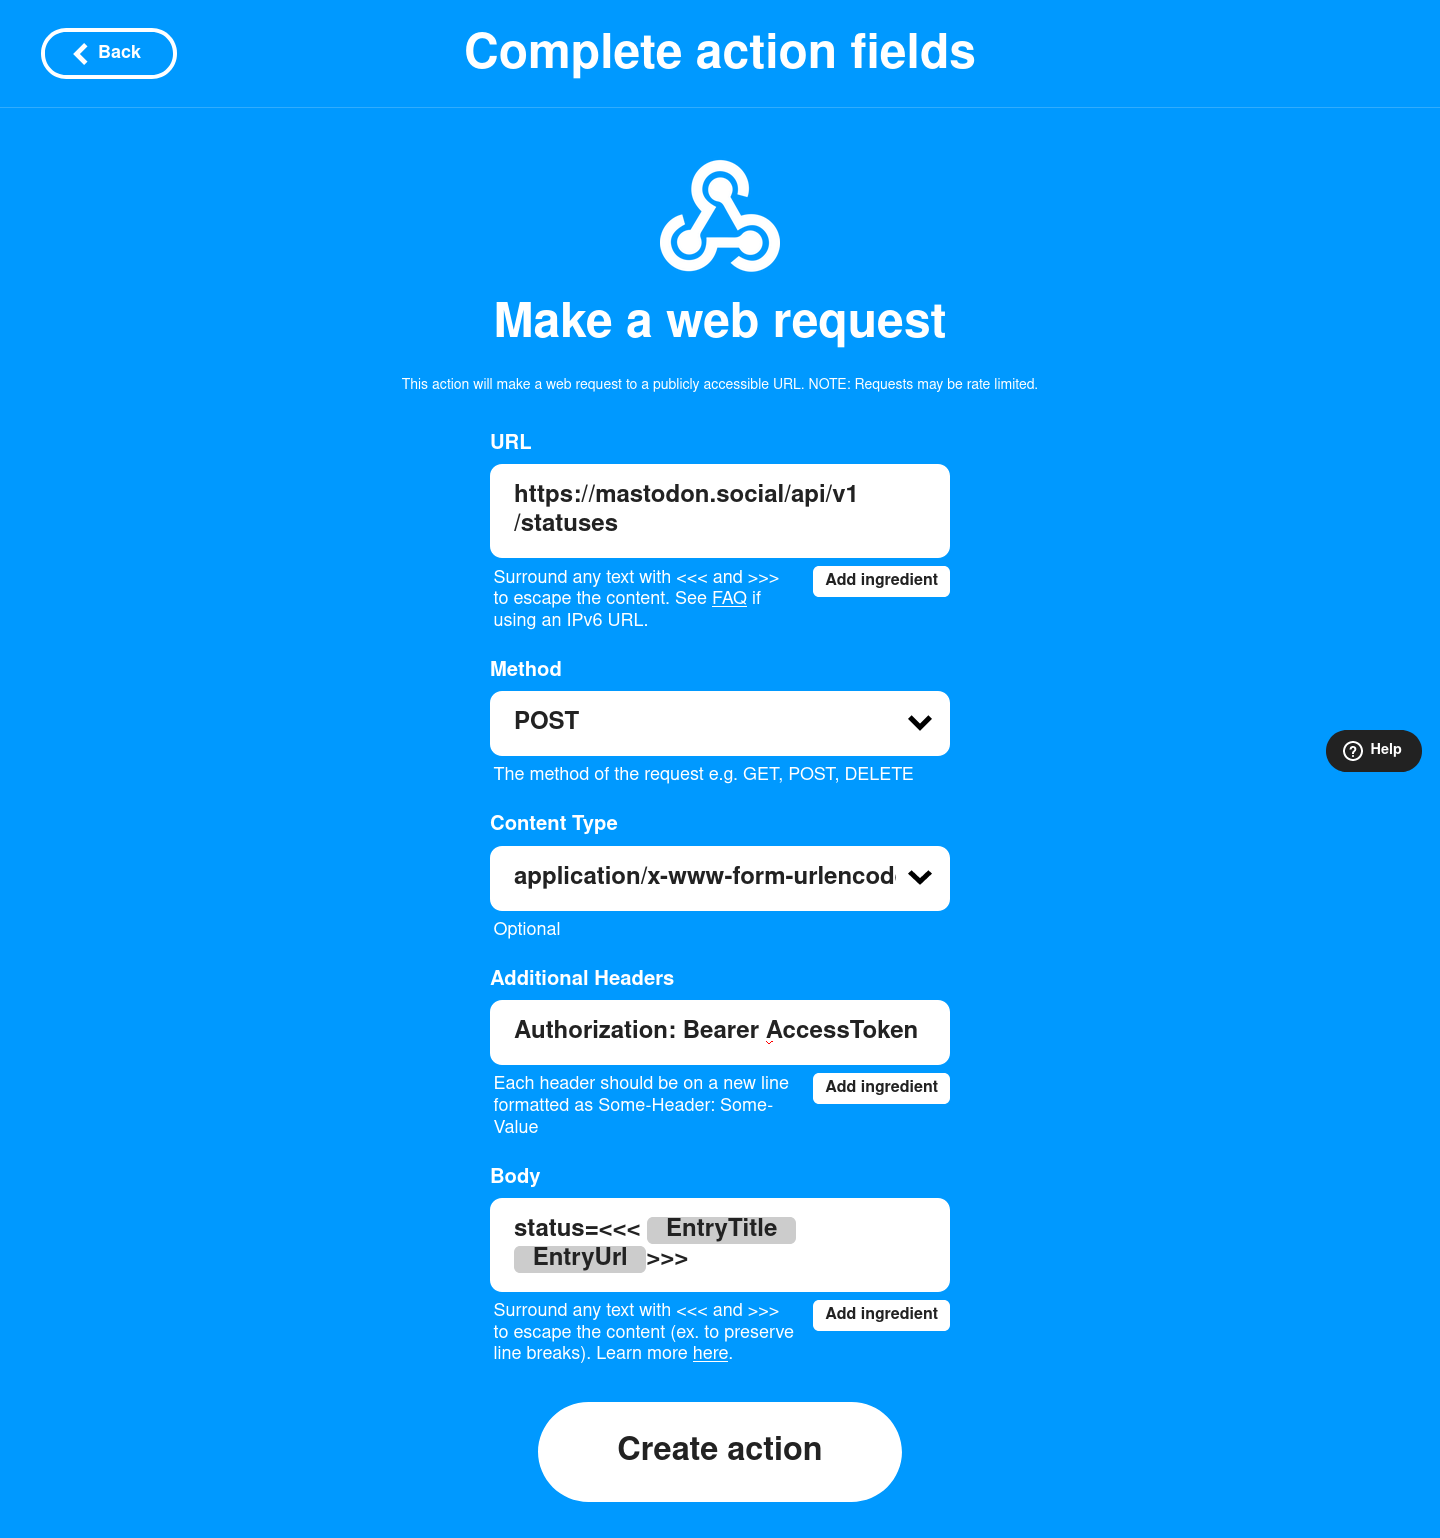 Back
Complete action fields
Make a web request
This action will make a web request to a publicly accessible URL. NOTE: Requests may be rate limited.
URL
https://mastodon.social/api/v1
/statuses
Surround any text with <<< and >>>
to escape the content. See FAQ if
using an IPv6 URL.
Add ingredient
Method
POST
The method of the request e.g. GET, POST, DELETE
Help
Content Type
application/x-www-form-urlencod
Optional
Additional Headers
Authorization: Bearer AccessToken
Each header should be on a new line
formatted as Some-Header: Some-
Value
Add ingredient
Body
status=<<< EntryTitle
EntryUrl >>>
Surround any text with <<< and >>>
to escape the content (ex. to preserve
line breaks). Learn more here.
Add ingredient
Create action